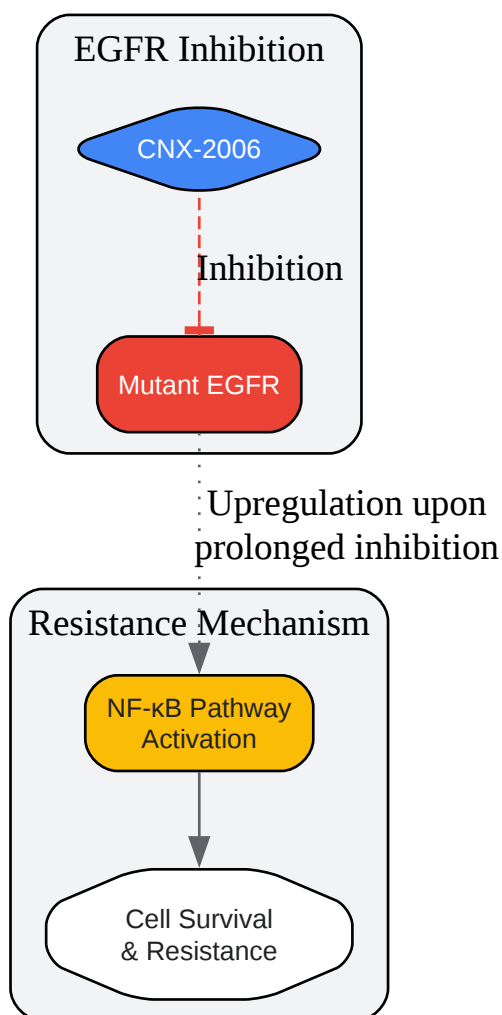 EGFR Inhibition
CNX-2006
Inhibition
Mutant EGFR
Upregulation upon
prolonged inhibition
Resistance Mechanism
NF-κB Pathway
Activation
Cell Survival
& Resistance